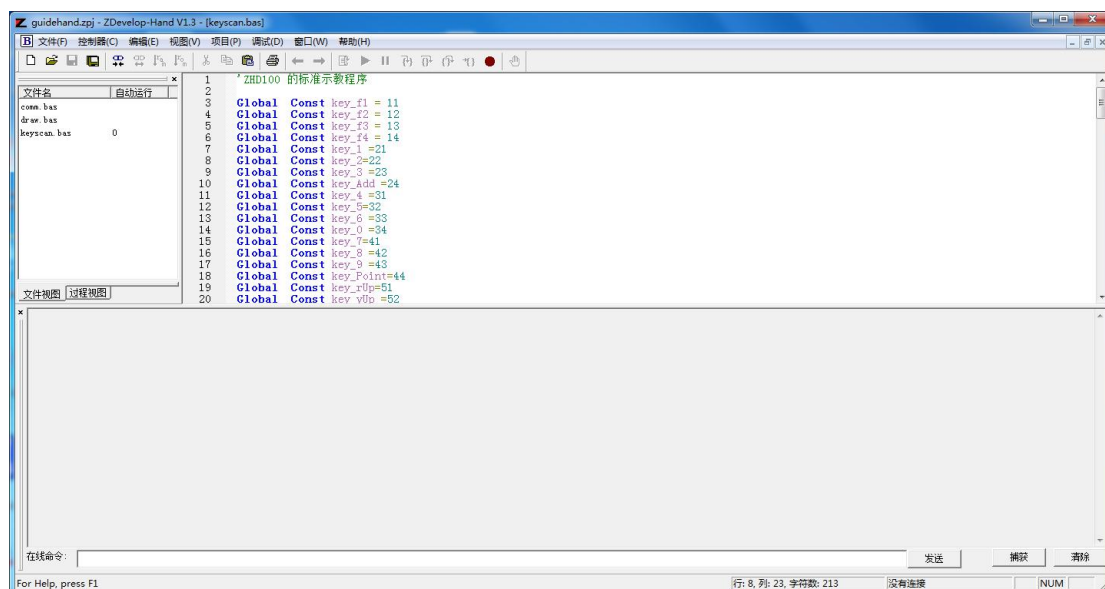 guidehand.zpj - ZDevelop-Hand V1.3 - [keyscan.bas]
文件(F) 控制器(C) 编辑(E) 视图(V) 项目(P) 调试(D) 窗口(W) 帮助(H)
文件名 自动运行
comm.bas
draw.bas
keyscan.bas 0
文件视图 过程视图
1 'ZHD100 的标准示教程序
2
3 Global Const key_f1 = 11
4 Global Const key_f2 = 12
5 Global Const key_f3 = 13
6 Global Const key_f4 = 14
7 Global Const key_1 =21
8 Global Const key_2=22
9 Global Const key_3 =23
10 Global Const key_Add =24
11 Global Const key_4 =31
12 Global Const key_5=32
13 Global Const key_6 =33
14 Global Const key_0 =34
15 Global Const key_7=41
16 Global Const key_8 =42
17 Global Const key_9 =43
18 Global Const key_Point=44
19 Global Const key_rUp=51
20 Global Const key_yUp =52
在线命令: 发送 捕获 清除
For Help, press F1 行: 8, 列: 23, 字符数: 213 没有连接 NUM